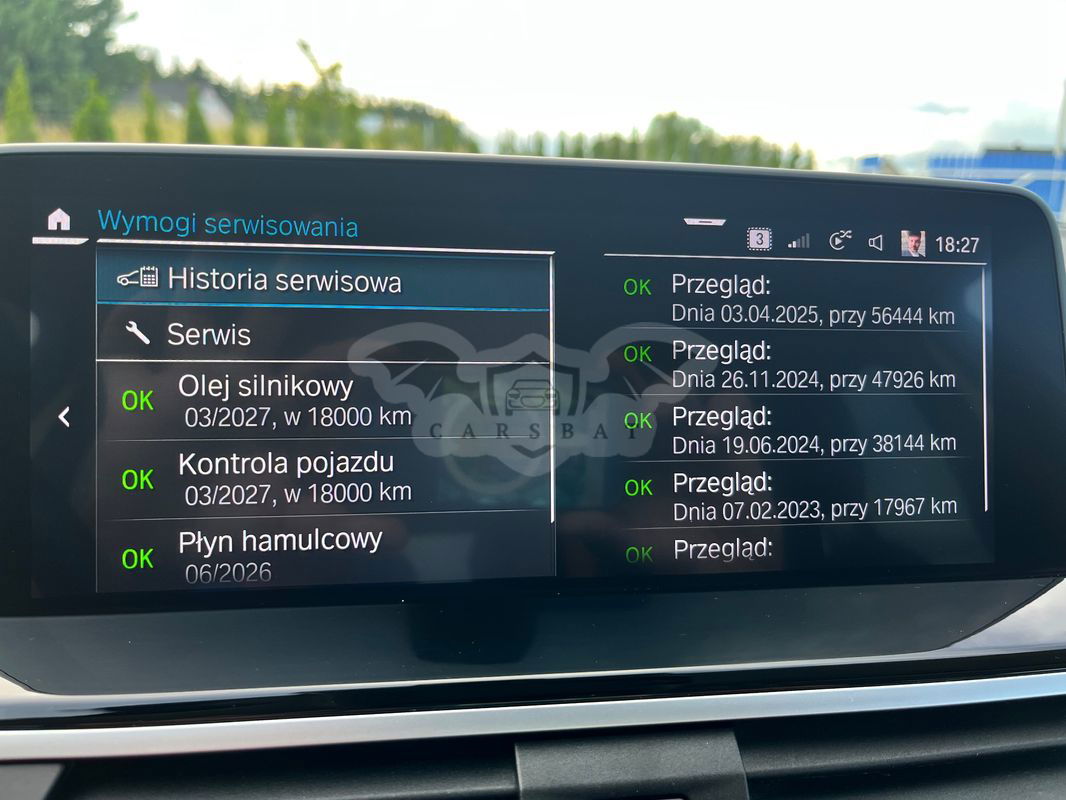 Wymogi serwisowania
3
18:27
Historia serwisowa
Serwis
OK
Olej silnikowy
03/2027, w 18000 km
OK
Kontrola pojazdu
03/2027, w 18000 km
OK
Płyn hamulcowy
06/2026
OK
Przegląd:
Dnia 03.04.2025, przy 56444 km
OK
Przegląd:
Dnia 26.11.2024, przy 47926 km
OK
Przegląd:
Dnia 19.06.2024, przy 38144 km
OK
Przegląd:
Dnia 07.02.2023, przy 17967 km
OK
Przegląd:
CARSBAT